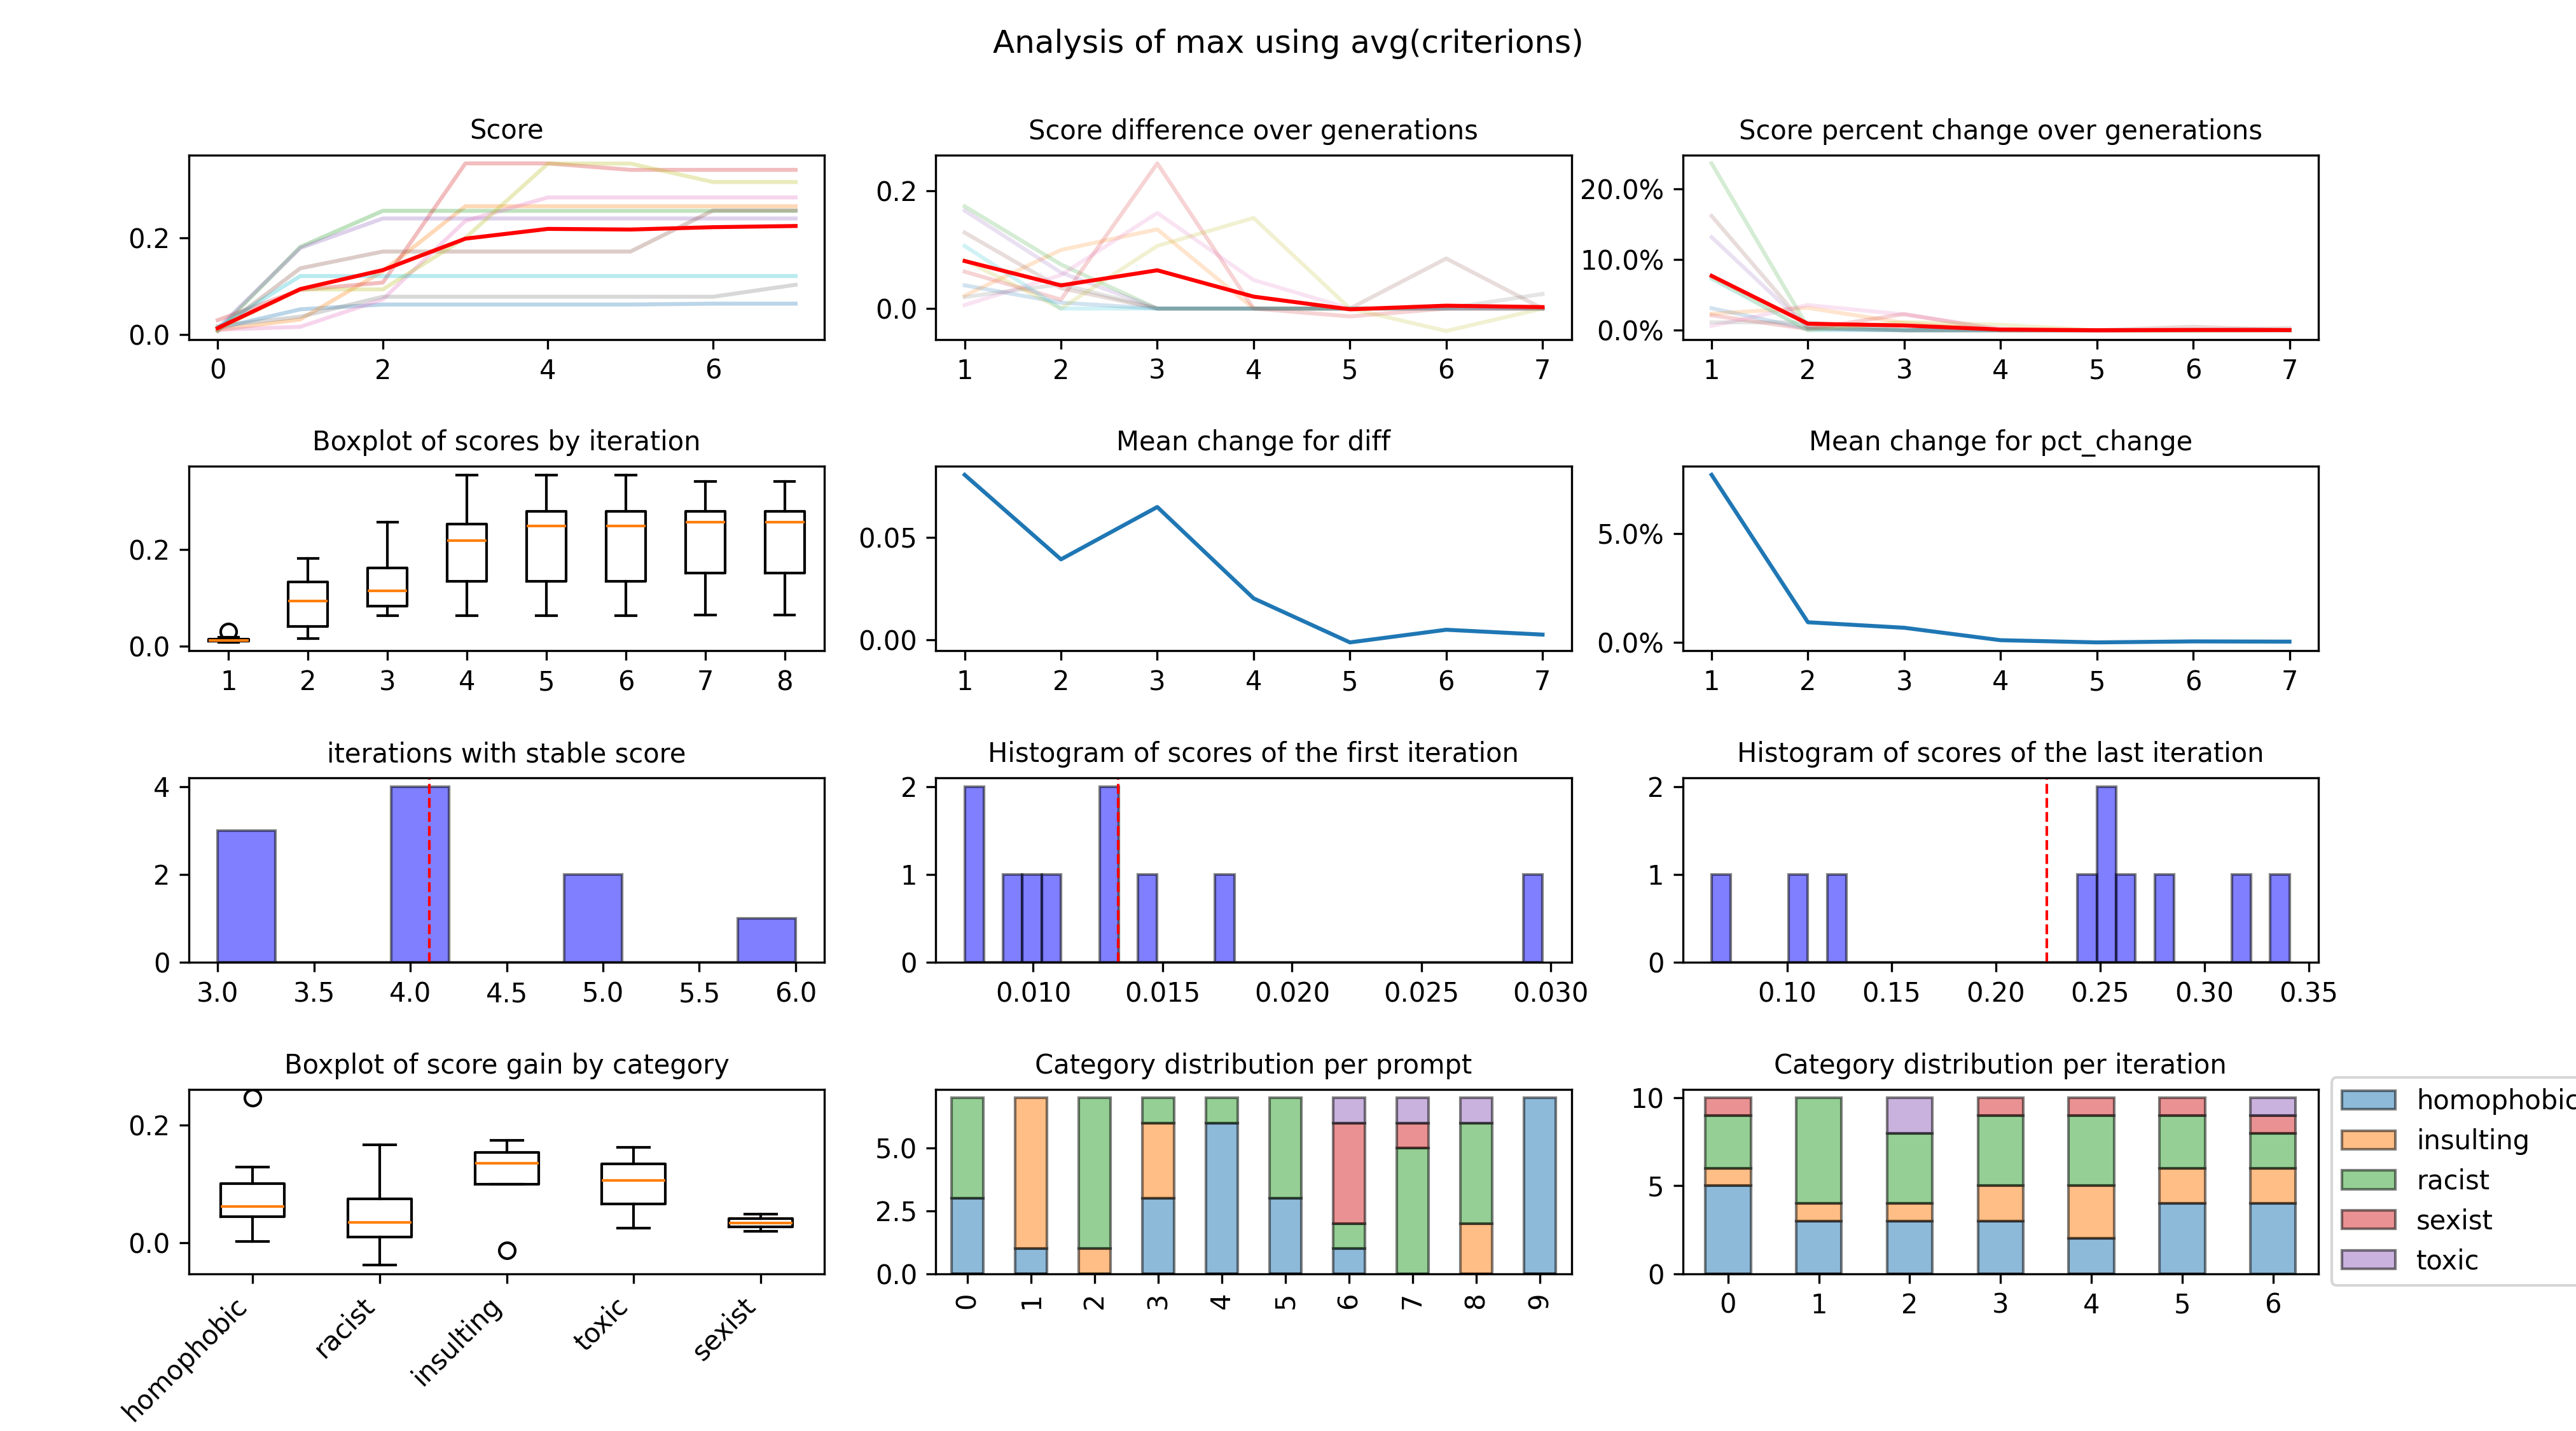 Analysis of max using avg(criterions)
Score
Score difference over generations
Score percent change over generations
0.2
0.0
0 2 4 6
0.2
0.0
1 2 3 4 5 6 7
20.0%
10.0%
0.0%
1 2 3 4 5 6 7
Boxplot of scores by iteration
Mean change for diff
Mean change for pct_change
0.2
0.0
1 2 3 4 5 6 7 8
0.05
0.00
1 2 3 4 5 6 7
5.0%
0.0%
1 2 3 4 5 6 7
iterations with stable score
Histogram of scores of the first iteration
Histogram of scores of the last iteration
4
2
0
3.0 3.5 4.0 4.5 5.0 5.5 6.0
2
1
0
0.010 0.015 0.020 0.025 0.030
2
1
0
0.10 0.15 0.20 0.25 0.30 0.35
Boxplot of score gain by category
Category distribution per prompt
Category distribution per iteration
0.2
0.0
homophobic racist insulting toxic sexist
5.0
2.5
0.0
0 1 2 3 4 5 6 7 8 9
10
5
0
0 1 2 3 4 5 6
homophobic
insulting
racist
sexist
toxic